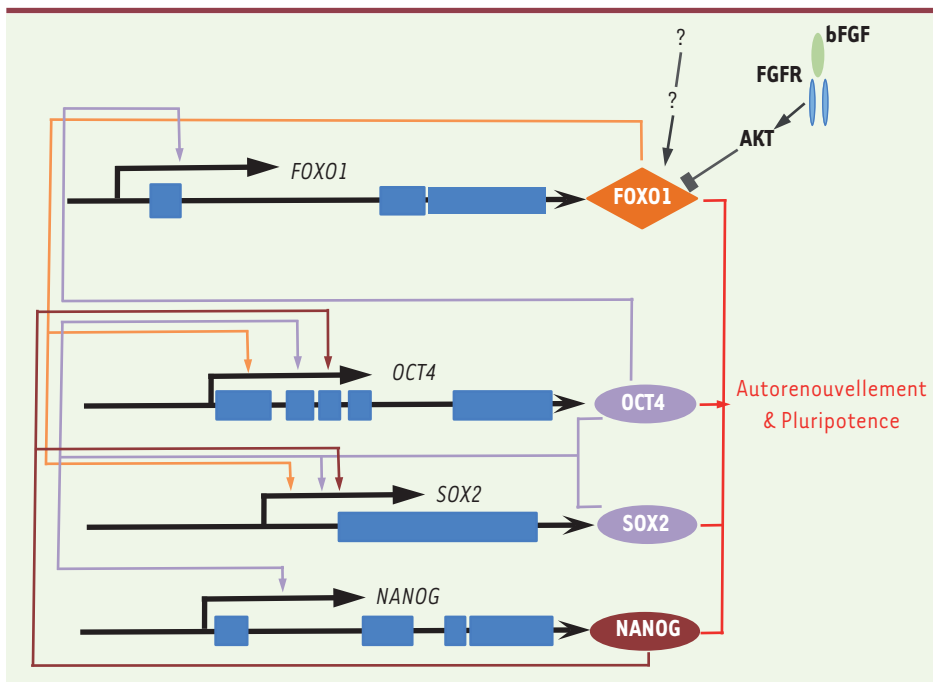 ?
bFGF
FGFR
?
AKT
FOXO1
FOXO1
OCT4
OCT4
Autorenouvellement
& Pluripotence
SOX2
SOX2
NANOG
NANOG